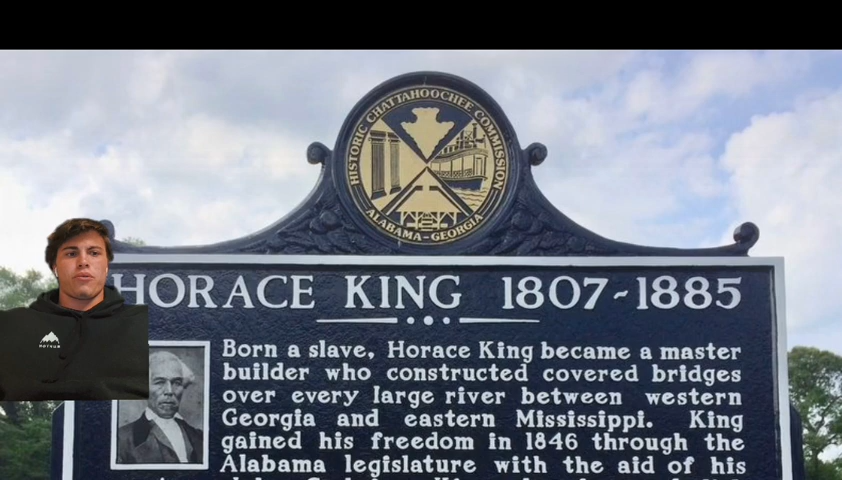 HISTORIC CHATTAHOOCHEE COMMISSION
ALABAMA-GEORGIA
HORACE KING 1807~1885
Born a slave, Horace King became a master
builder who constructed covered bridges
over every large river between western
Georgia and eastern Mississippi. King
gained his freedom in 1846 through the
Alabama legislature with the aid of his